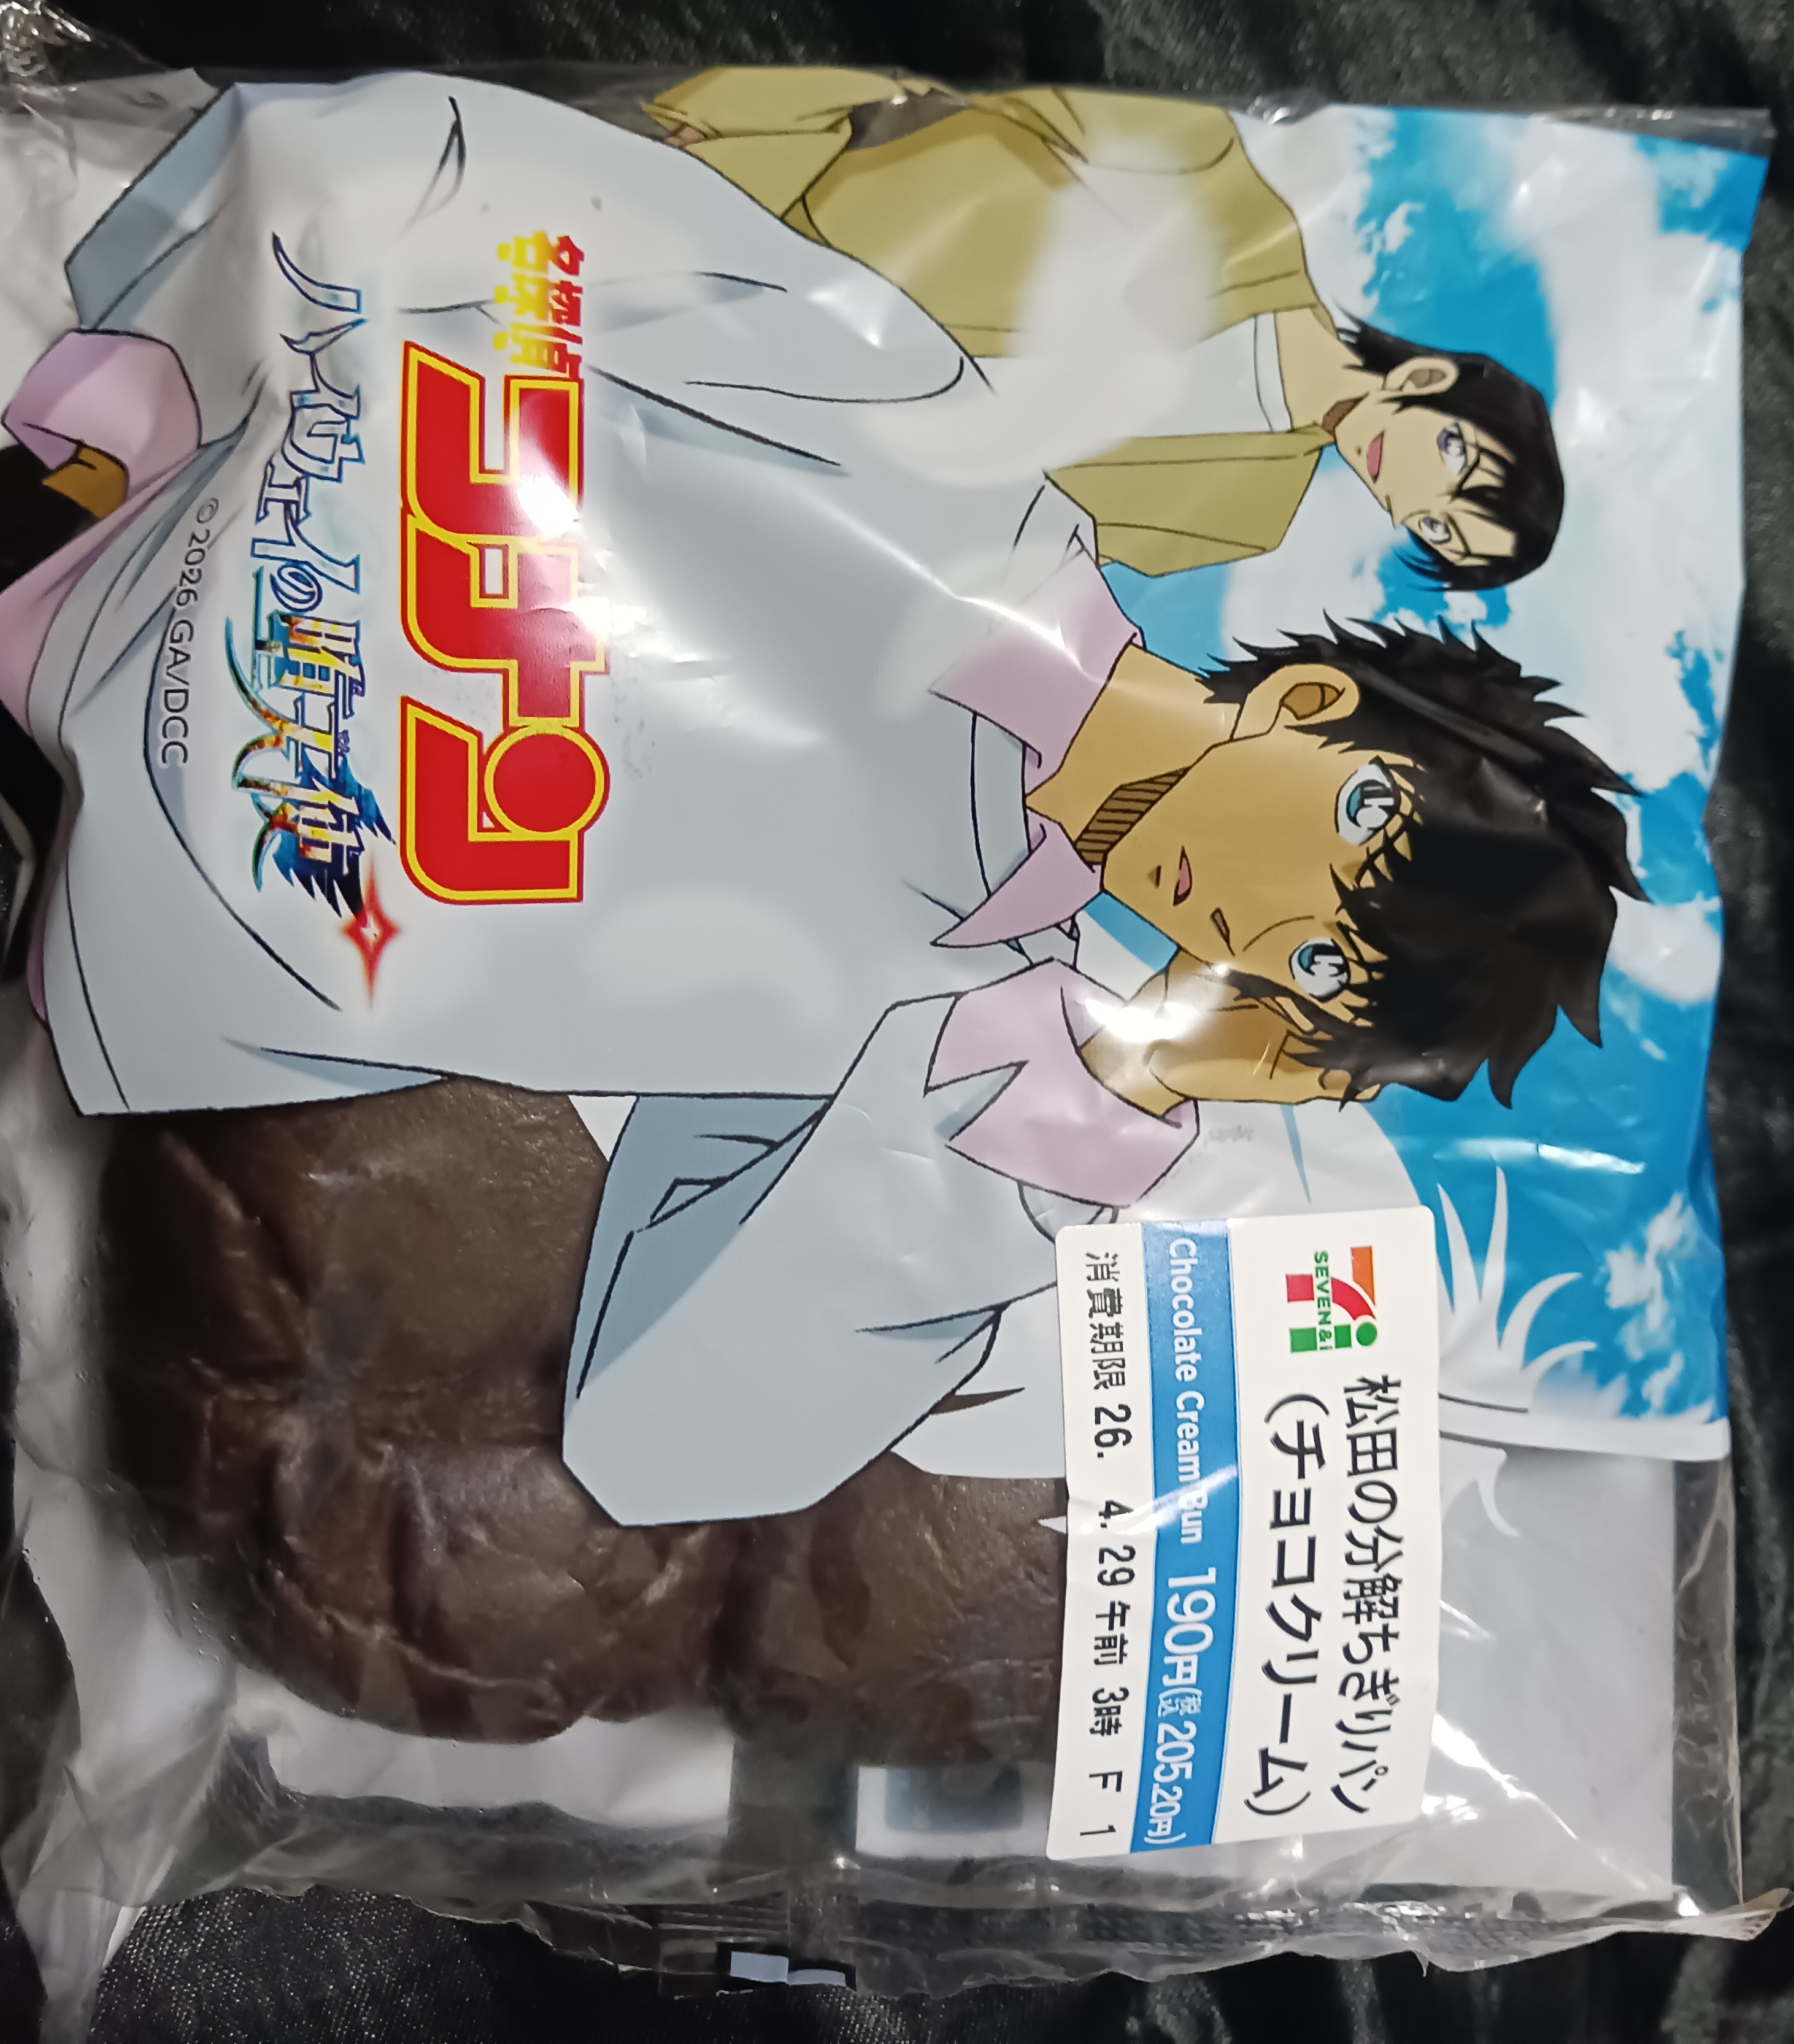 名探偵
コナン
ハイウェイの堕天使
©2026 GA/DCC
SEVEN&i
松田の分解ちぎりパン
(チョコクリーム)
Chocolate Cream Bun 190円(税込205.20円)
消費期限 26. 4. 29 午前 3時 F 1